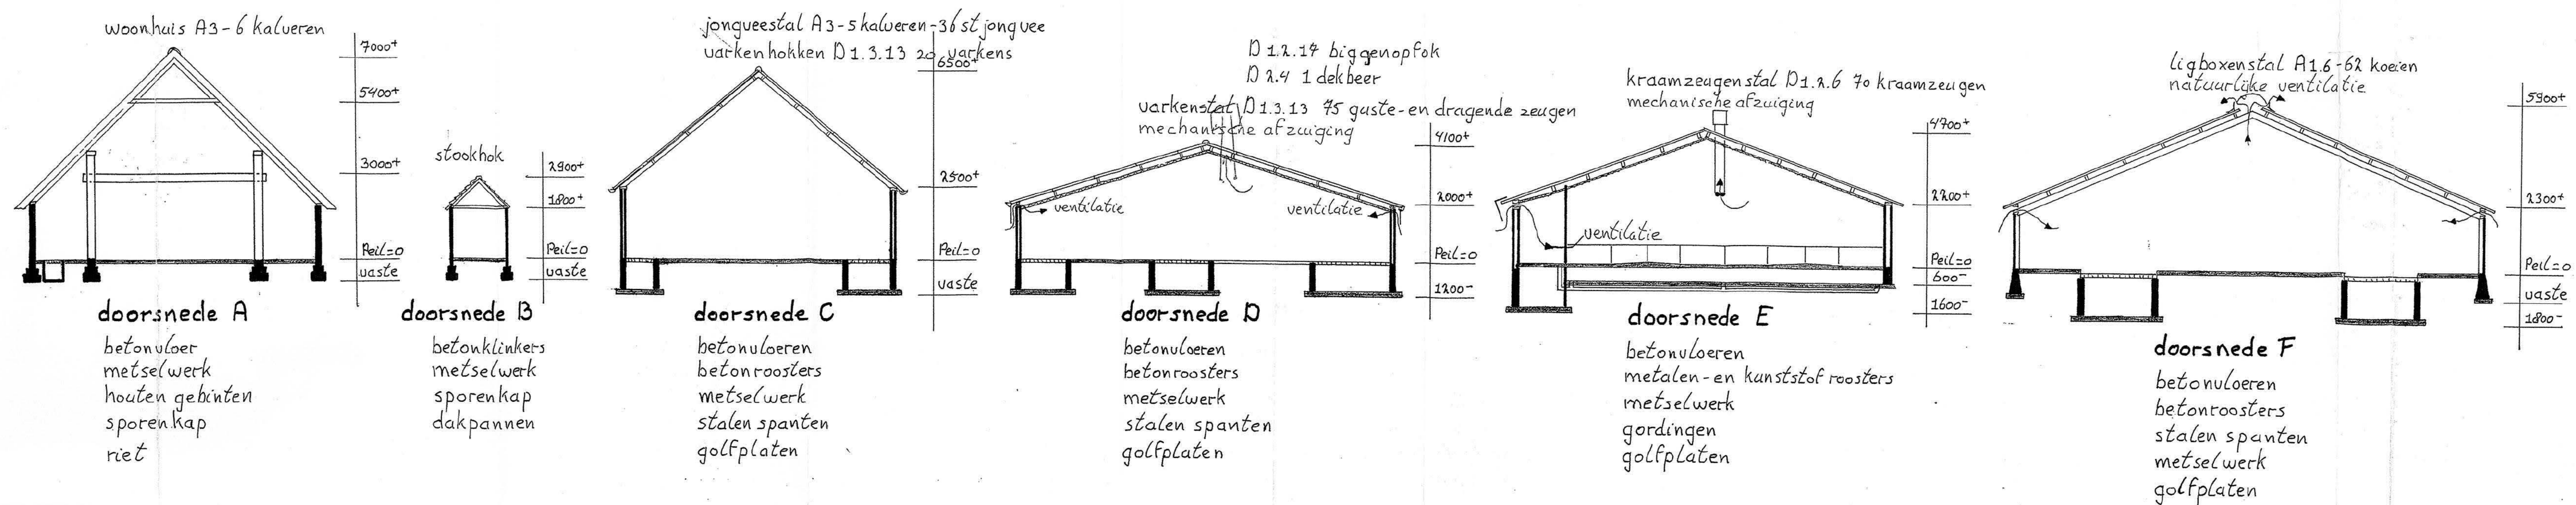 woonhuis A3-6 kalveren
7000+
5400+
3000+
Peil=0
vaste
doorsnede A
betonvloer
metselwerk
houten gebinten
sporenkap
riet
stookhok
2900+
1800+
Peil=0
vaste
doorsnede B
betonklinkers
metselwerk
sporenkap
dakpannen
jongveestal A3-5 kalveren-36 st jongvee
varkenhokken D1.3.13 20 varkens
6500+
2500+
Peil=0
vaste
doorsnede C
betonvloeren
betonroosters
metselwerk
stalen spanten
golfplaten
D1.2.14 biggenopfok
D2.4 1 dekbeer
varkenstal D1.3.13 75 guste-en dragende zeugen
mechanische afzuiging
4100+
2000+
ventilatie
ventilatie
Peil=0
1200-
doorsnede D
betonvloeren
betonroosters
metselwerk
stalen spanten
golfplaten
kraamzeugenstal D1.2.6 70 kraamzeugen
mechanische afzuiging
4700+
2200+
ventilatie
Peil=0
600-
1600-
doorsnede E
betonvloeren
metalen-en kunststof roosters
metselwerk
gordingen
golfplaten
ligboxenstal A1.6-62 koeien
natuurlijke ventilatie
5900+
2300+
Peil=0
vaste
1800-
doorsnede F
betonvloeren
betonroosters
stalen spanten
metselwerk
golfplaten